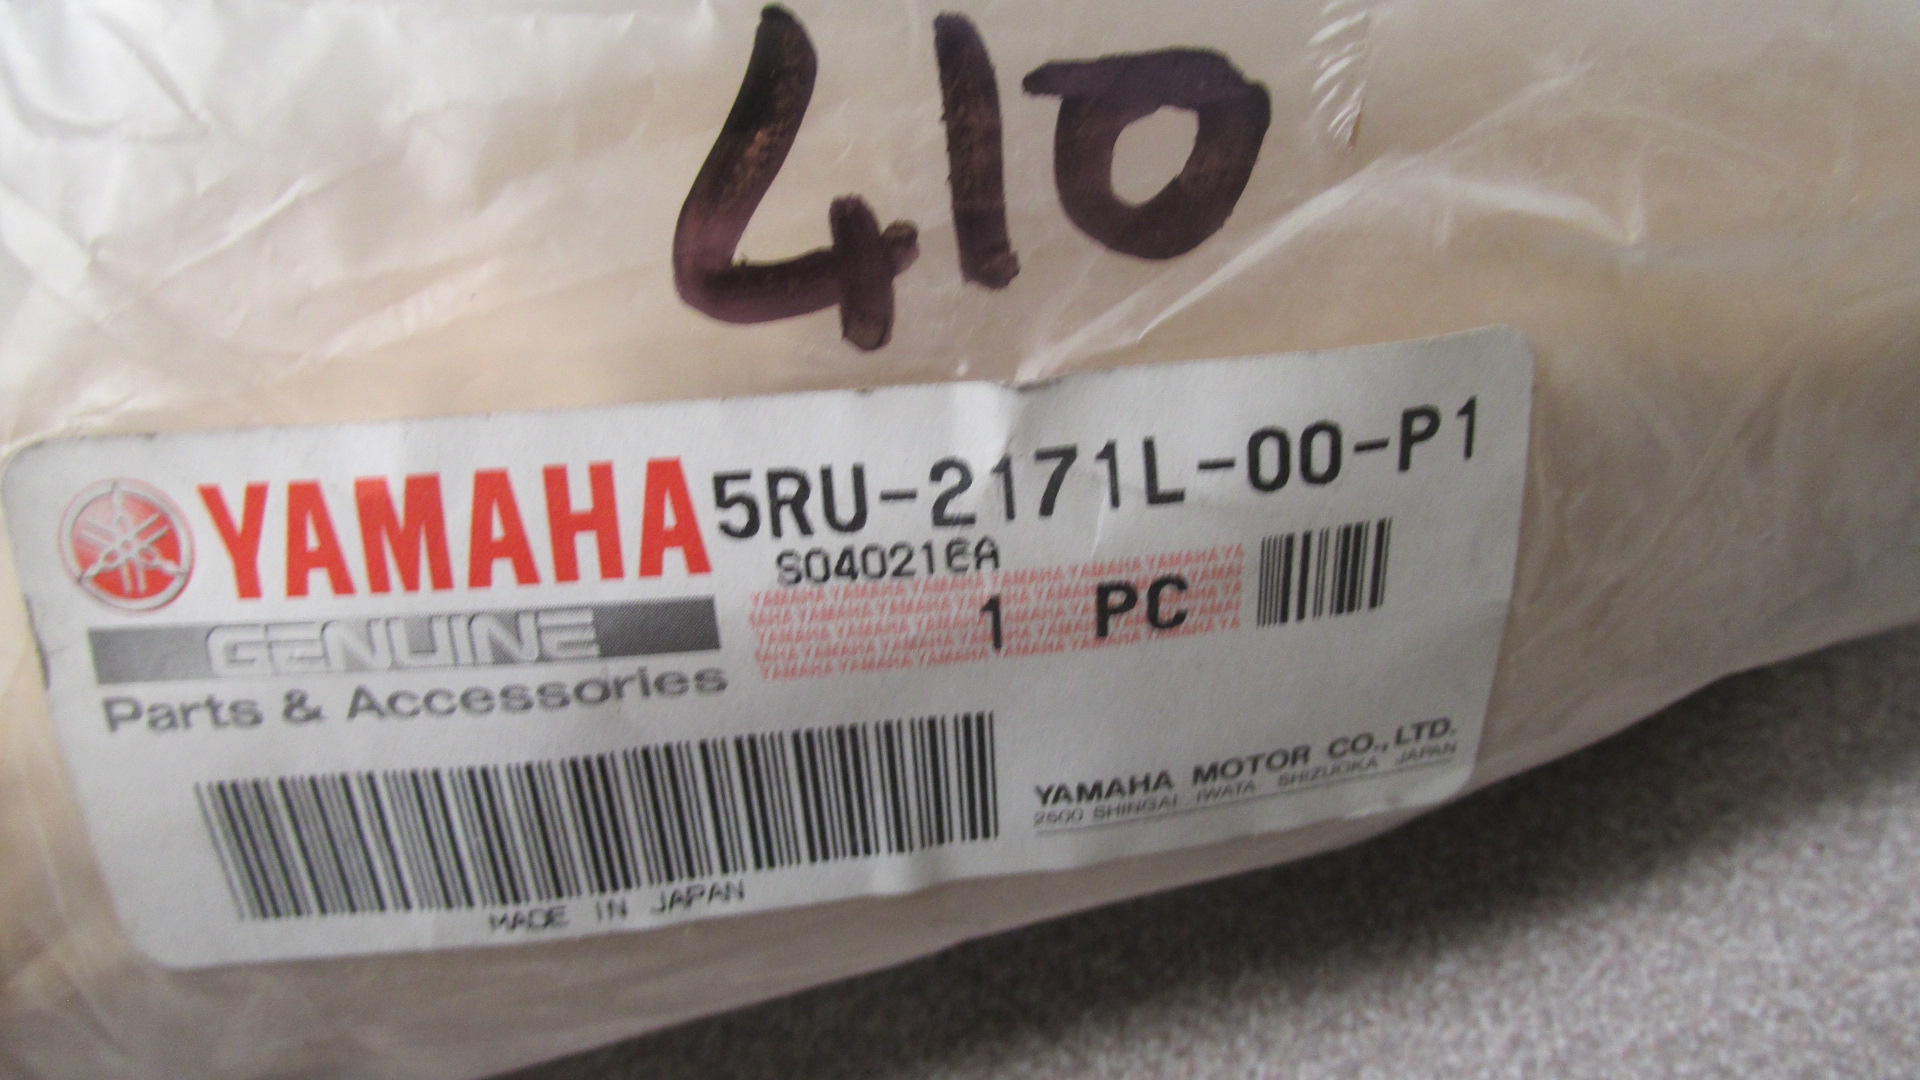 410
YAMAHA 5RU-2171L-00-P1
S040216A
1 PC
GENUINE
Parts & Accessories
YAMAHA MOTOR CO., LTD.
2500 SHINGAI IWATA SHIZUOKA JAPAN
MADE IN JAPAN